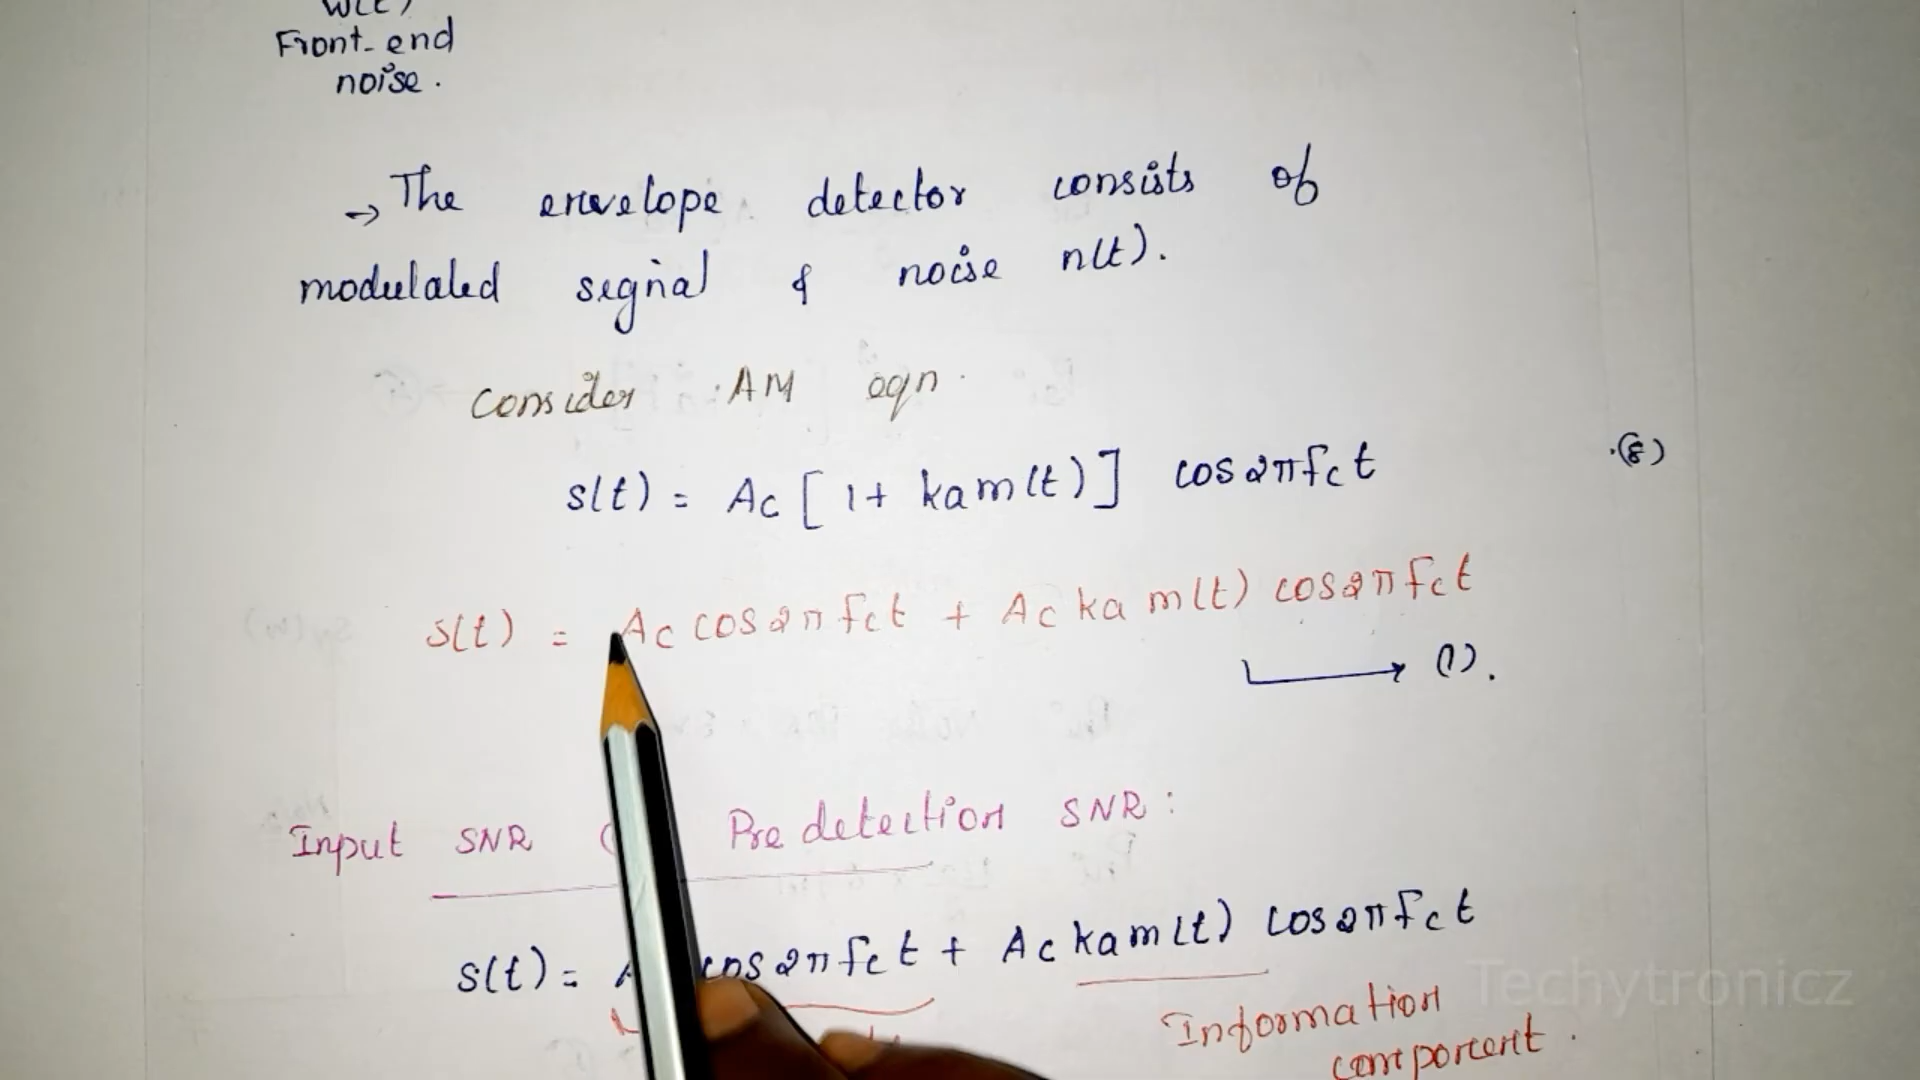 w(t)
Front-end
noise.
→ The envelope detector consists of
modulated signal & noise n(t).
Consider AM eqn.
s(t) = Ac [1+ kam(t)] cos2πfct
(8)
s(t) = Ac cos2πfct + Ac ka m(t) cos2πfct
→ (1).
Input SNR ( Predetection SNR:
s(t) = cos2πfct + Ac kam(t) cos2πfct
Information
component.
Techytronicz